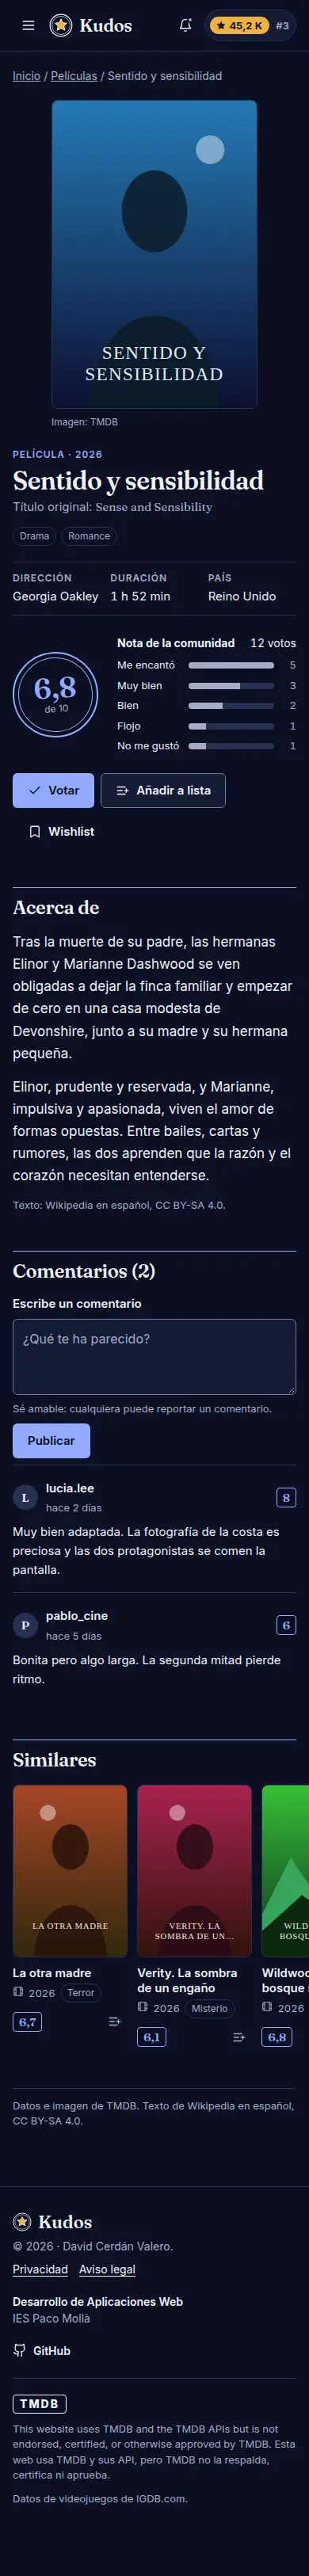 Kudos
45,2 K
#3
Inicio / Películas / Sentido y sensibilidad
SENTIDO Y
SENSIBILIDAD
Imagen: TMDB
PELÍCULA · 2026
Sentido y sensibilidad
Título original: Sense and Sensibility
Drama
Romance
DIRECCIÓN
DURACIÓN
PAÍS
Georgia Oakley
1 h 52 min
Reino Unido
6,8
de 10
Nota de la comunidad
12 votos
Me encantó
5
Muy bien
3
Bien
2
Flojo
1
No me gustó
1
Votar
Añadir a lista
Wishlist
Acerca de
Tras la muerte de su padre, las hermanas
Elinor y Marianne Dashwood se ven
obligadas a dejar la finca familiar y empezar
de cero en una casa modesta de
Devonshire, junto a su madre y su hermana
pequeña.
Elinor, prudente y reservada, y Marianne,
impulsiva y apasionada, viven el amor de
formas opuestas. Entre bailes, cartas y
rumores, las dos aprenden que la razón y el
corazón necesitan entenderse.
Texto: Wikipedia en español, CC BY-SA 4.0.
Comentarios (2)
Escribe un comentario
¿Qué te ha parecido?
Sé amable: cualquiera puede reportar un comentario.
Publicar
L
lucia.lee
hace 2 días
8
Muy bien adaptada. La fotografía de la costa es
preciosa y las dos protagonistas se comen la
pantalla.
P
pablo_cine
hace 5 días
6
Bonita pero algo larga. La segunda mitad pierde
ritmo.
Similares
LA OTRA MADRE
VERITY. LA
SOMBRA DE UN…
WILD
BOSQU
La otra madre
2026
Terror
6,7
Verity. La sombra
de un engaño
2026
Misterio
6,1
Wildwoo
bosque s
2026
6,8
Datos e imagen de TMDB. Texto de Wikipedia en español,
CC BY-SA 4.0.
Kudos
© 2026 · David Cerdán Valero.
Privacidad
Aviso legal
Desarrollo de Aplicaciones Web
IES Paco Mollà
GitHub
TMDB
This website uses TMDB and the TMDB APIs but is not
endorsed, certified, or otherwise approved by TMDB. Esta
web usa TMDB y sus API, pero TMDB no la respalda,
certifica ni aprueba.
Datos de videojuegos de IGDB.com.